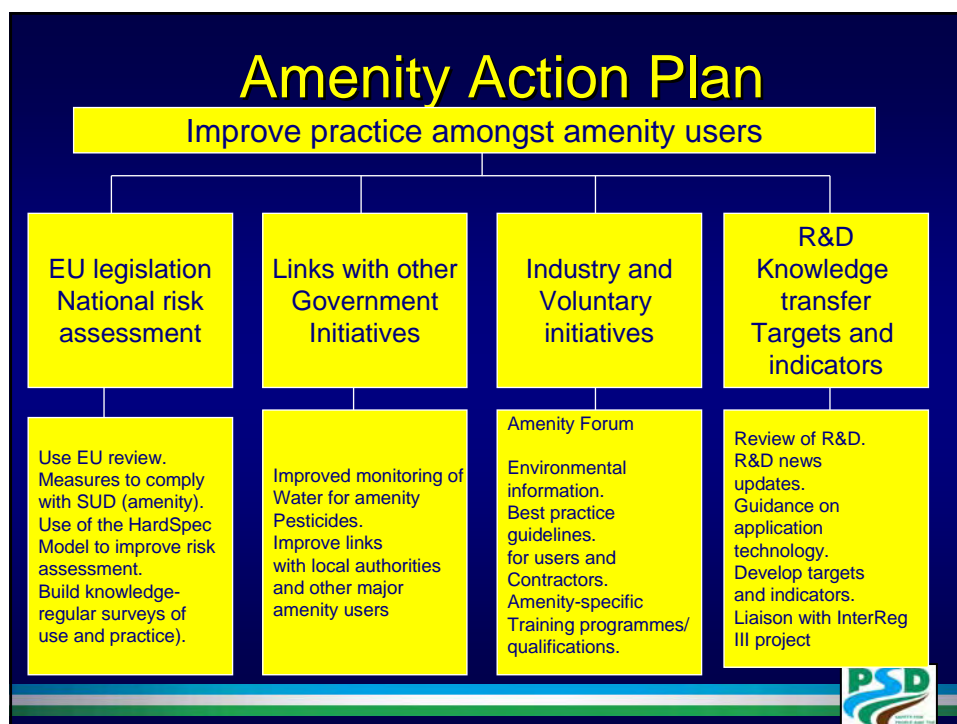 Amenity Action Plan
Improve practice amongst amenity users
EU legislation
National risk
assessment
Links with other
Government
Initiatives
Industry and
Voluntary
initiatives
R&D
Knowledge
transfer
Targets and
indicators
Use EU review.
Measures to comply
with SUD (amenity).
Use of the HardSpec
Model to improve risk
assessment.
Build knowledge-
regular surveys of
use and practice).
Improved monitoring of
Water for amenity
Pesticides.
Improve links
with local authorities
and other major
amenity users
Amenity Forum
Environmental
information.
Best practice
guidelines.
for users and
Contractors.
Amenity-specific
Training programmes/
qualifications.
Review of R&D.
R&D news
updates.
Guidance on
application
technology.
Develop targets
and indicators.
Liaison with InterReg
III project
PSD